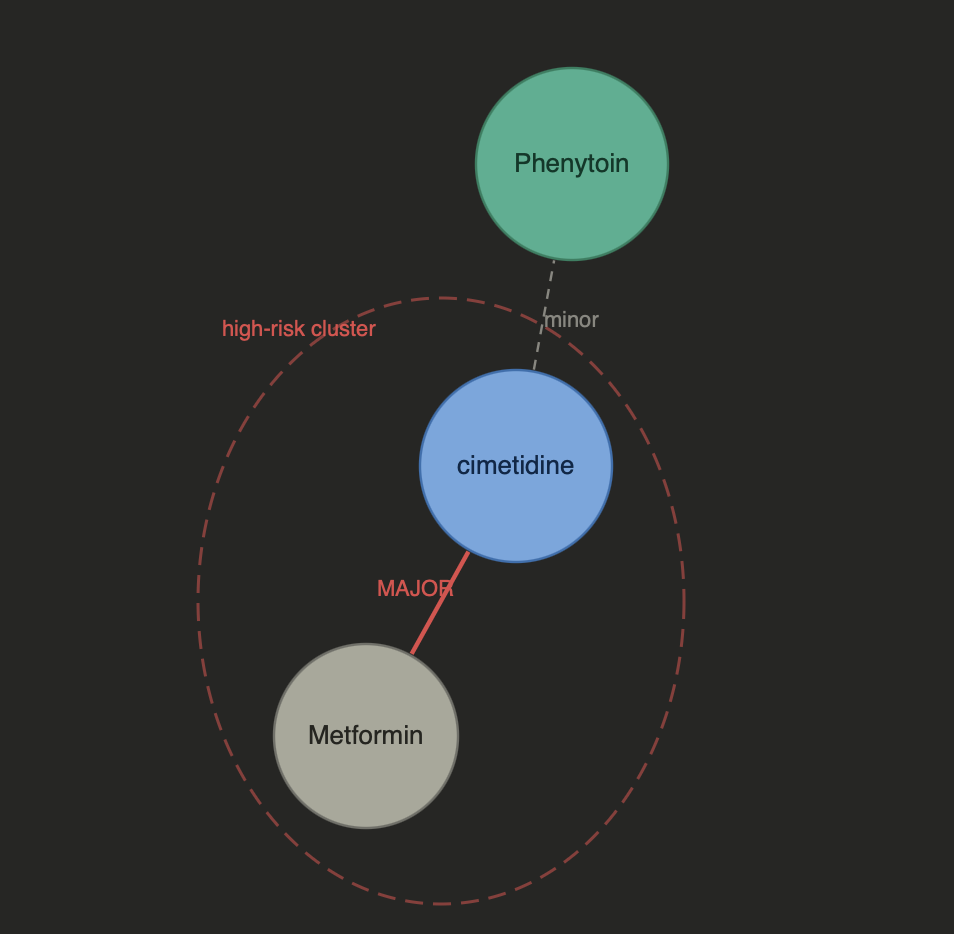 Phenytoin
minor
high-risk cluster
cimetidine
MAJOR
Metformin